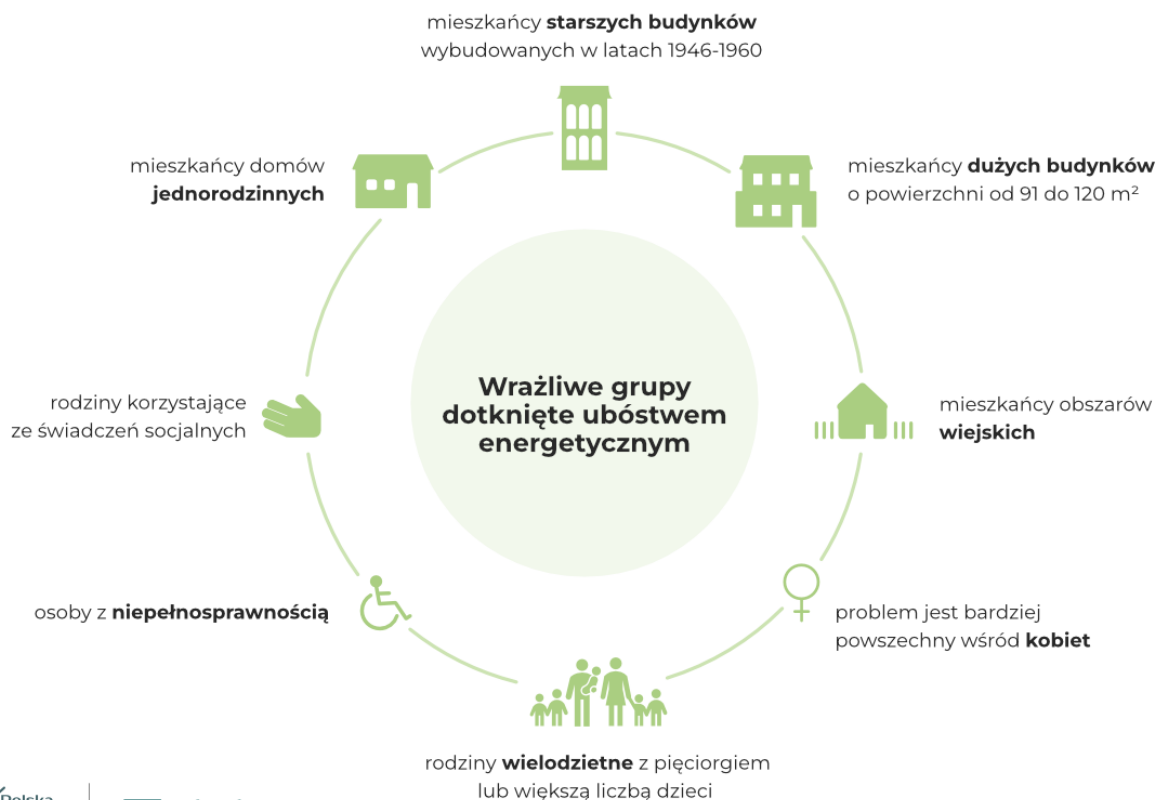 mieszkańcy starszych budynków
wybudowanych w latach 1946-1960
mieszkańcy domów
jednorodzinnych
mieszkańcy dużych budynków
o powierzchni od 91 do 120 m²
Wrażliwe grupy
dotknięte ubóstwem
energetycznym
rodziny korzystające
ze świadczeń socjalnych
mieszkańcy obszarów
wiejskich
osoby z niepełnosprawnością
problem jest bardziej
powszechny wśród kobiet
rodziny wielodzietne z pięciorgiem
lub większą liczbą dzieci
Polska